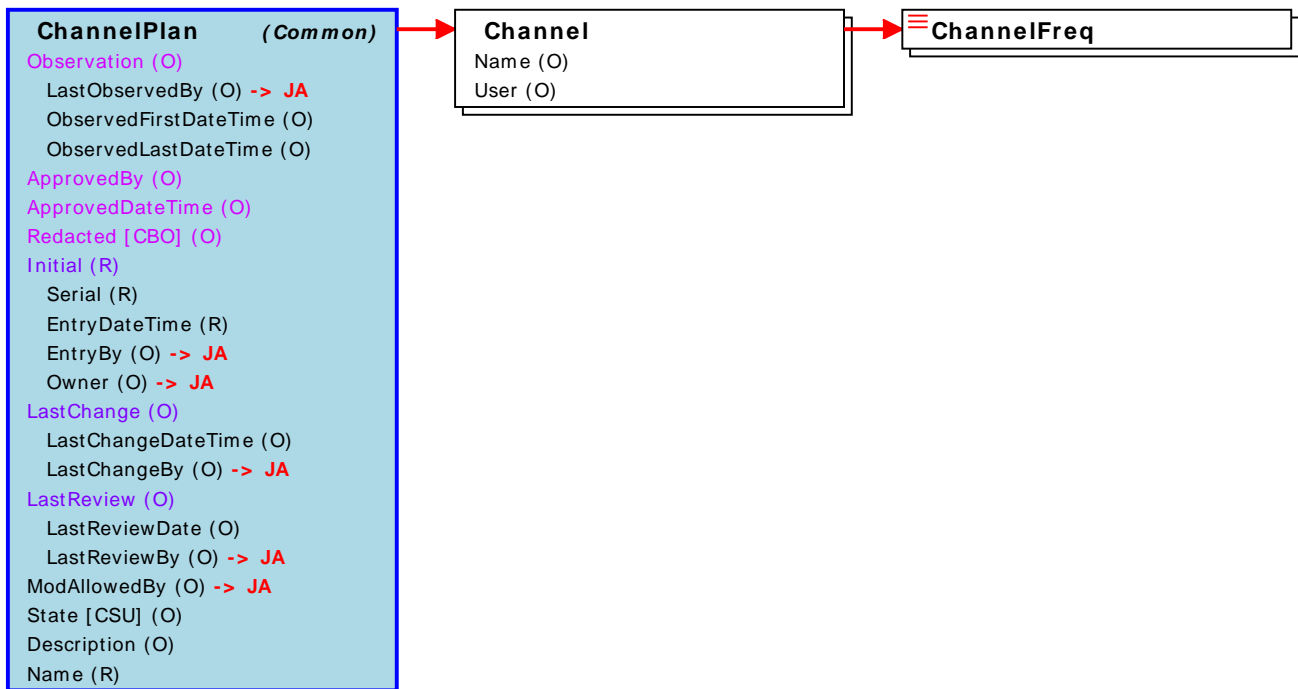 ChannelPlan (Common)
Observation (O)
LastObservedBy (O) -> JA
ObservedFirstDateTime (O)
ObservedLastDateTime (O)
ApprovedBy (O)
ApprovedDateTime (O)
Redacted [CBO] (O)
Initial (R)
Serial (R)
EntryDateTime (R)
EntryBy (O) -> JA
Owner (O) -> JA
LastChange (O)
LastChangeDateTime (O)
LastChangeBy (O) -> JA
LastReview (O)
LastReviewDate (O)
LastReviewBy (O) -> JA
ModAllowedBy (O) -> JA
State [CSU] (O)
Description (O)
Name (R)
Channel
Name (O)
User (O)
ChannelFreq